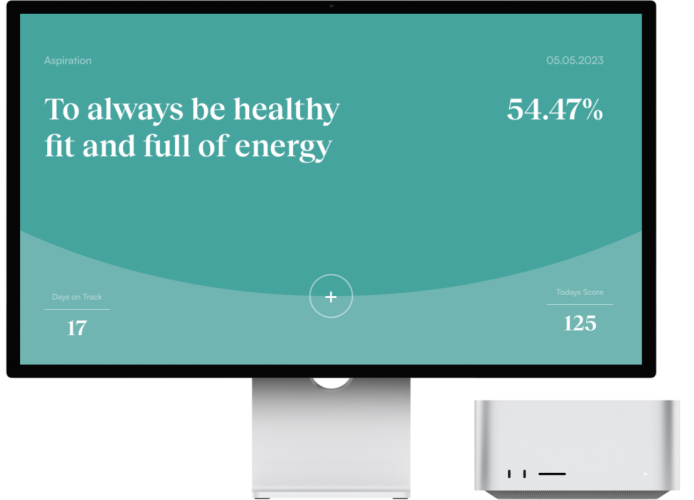 Aspiration
05.05.2023
To always be healthy
fit and full of energy
54.47%
Days on Track
17
+
Todays Score
125